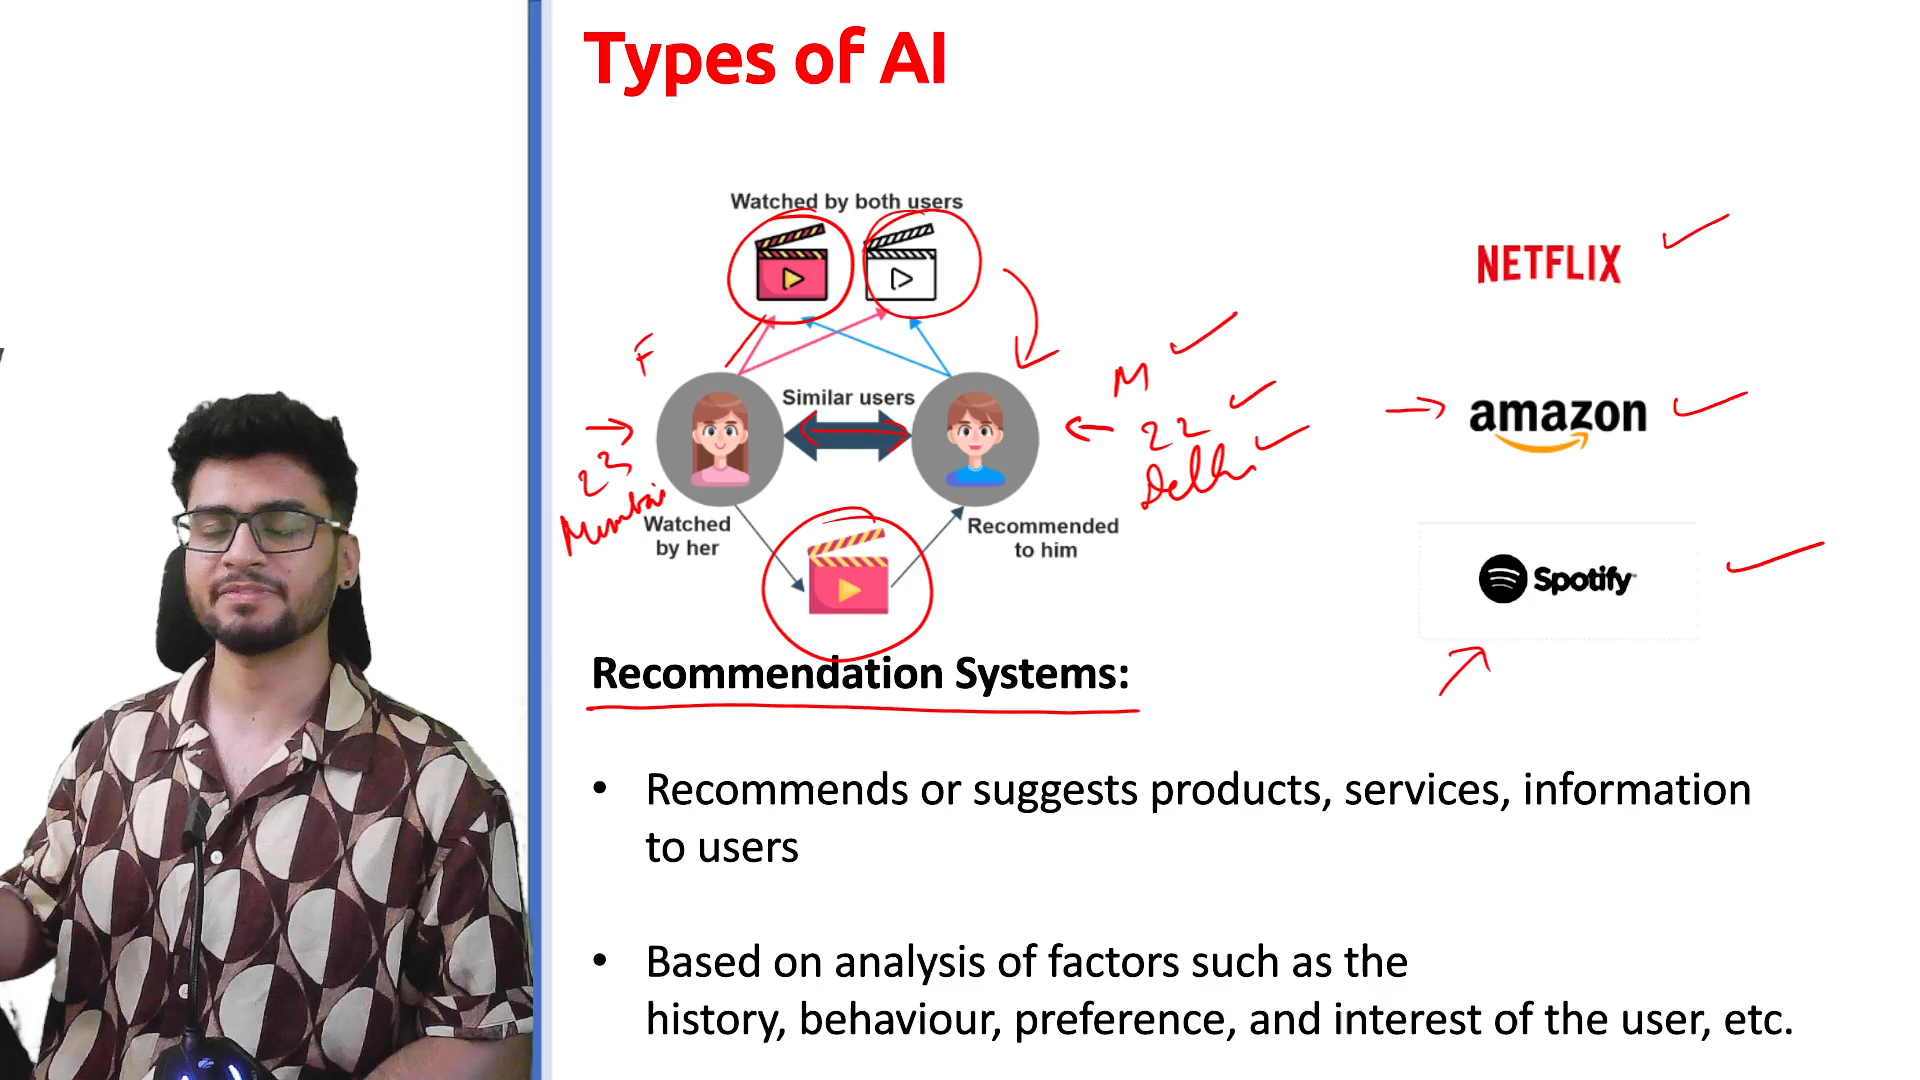 Types of AI
Watched by both users
NETFLIX
F
M
Similar users
amazon
22
23
Delhi
Mumbai
Watched
by her
Recommended
to him
Spotify
Recommendation Systems:
• Recommends or suggests products, services, information
to users
• Based on analysis of factors such as the
history, behaviour, preference, and interest of the user, etc.